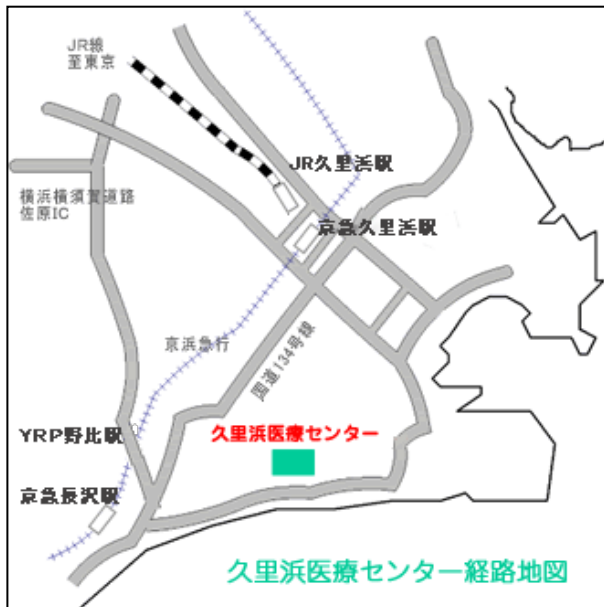 JR線
至東京
JR久里浜駅
横浜横須賀道路
佐原IC
京急久里浜駅
京浜急行
国道134号線
YRP野比駅
久里浜医療センター
京急長沢駅
久里浜医療センター経路地図